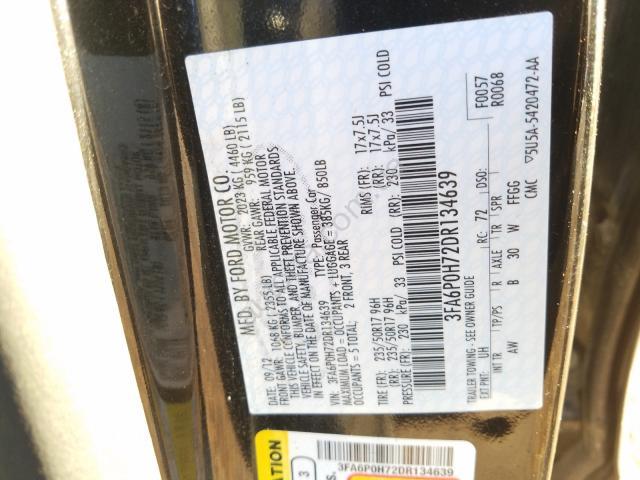 MFD. BY FORD MOTOR CO.
DATE: 09/12 GVWR: 2023 KG ( 4460 LB)
FRONT GAWR: 1068 KG ( 2355 LB) REAR GAWR: 959 KG ( 2115 LB)
THIS VEHICLE CONFORMS TO ALL APPLICABLE FEDERAL MOTOR
VEHICLE SAFETY, BUMPER, AND THEFT PREVENTION STANDARDS
IN EFFECT ON THE DATE OF MANUFACTURE SHOWN ABOVE.
VIN: 3FA6P0H72DR134639 TYPE: Passenger Car
MAXIMUM LOAD = OCCUPANTS + LUGGAGE = 385KG/ 850LB
OCCUPANTS = 5 TOTAL: 2 FRONT, 3 REAR
TIRE (FR): 235/50R17 96H RIMS (FR): 17x7.5J
(RR): 235/50R17 96H (RR): 17x7.5J
PRESSURE (FR): 230 kPa/ 33 PSI COLD (RR): 230 kPa/ 33 PSI COLD
3FA6P0H72DR134639
TRAILER TOWING - SEE OWNER GUIDE
F0057
R0068
EXT PNT: UH RC: 72 DSO:
INT TR TP/PS R AXLE TR SPR
AW B 30 W FFGG
CMC ▽5U5A-5420472-AA
3FA6P0H72DR134639
3